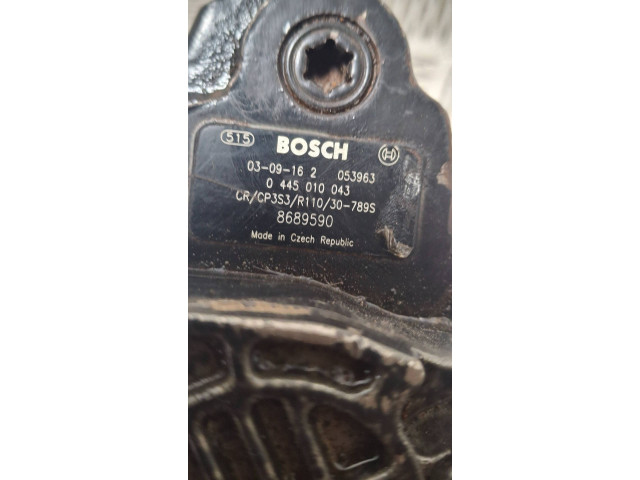 515 BOSCH
03-09-16 2 053963
0 445 010 043
CR/CP3S3/R110/30-789S
8689590
Made in Czech Republic